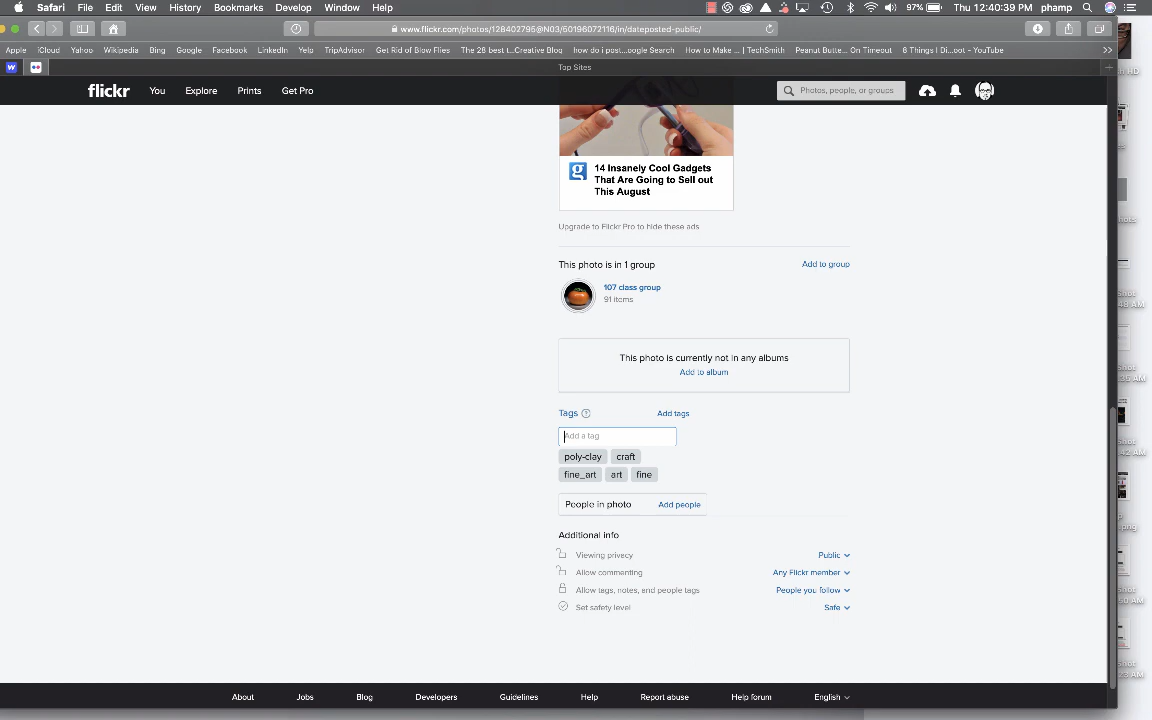 Safari File Edit View History Bookmarks Develop Window Help 97% Thu 12:40:39 PM phamp
www.flickr.com/photos/128402795@N03/50196072116/in/dateposted-public/
Apple iCloud Yahoo Wikipedia Bing Google Facebook LinkedIn Yelp TripAdvisor Get Rid of Blow Flies The 28 best I...Creative Blog how do i post...ogle Search How to Make ... | TechSmith Peanut Butte... On Timeout 8 Things I Di...oot - YouTube
Top Sites
flickr You Explore Prints Get Pro Photos, people, or groups
14 Insanely Cool Gadgets
That Are Going to Sell out
This August
Upgrade to Flickr Pro to hide these ads
This photo is in 1 group Add to group
107 class group
91 items
This photo is currently not in any albums
Add to album
Tags Add tags
Add a tag
poly-clay craft
fine_art art fine
People in photo Add people
Additional info
Viewing privacy Public
Allow commenting Any Flickr member
Allow tags, notes, and people tags People you follow
Set safety level Safe
About Jobs Blog Developers Guidelines Help Report abuse Help forum English